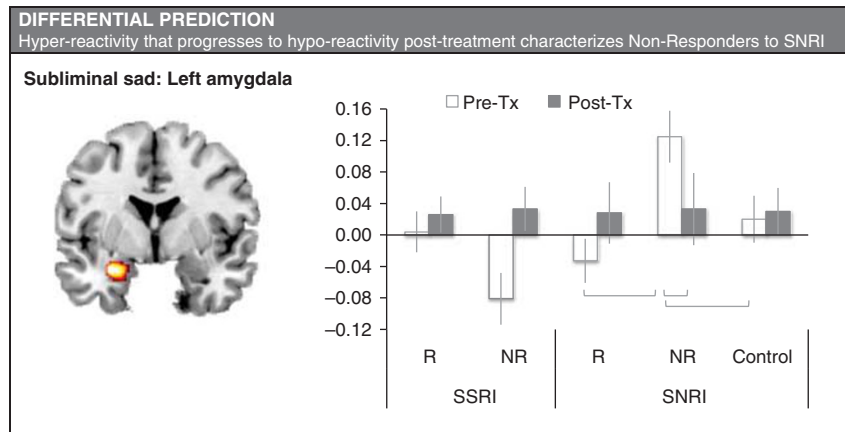 DIFFERENTIAL PREDICTION
Hyper-reactivity that progresses to hypo-reactivity post-treatment characterizes Non-Responders to SNRI
Subliminal sad: Left amygdala
Pre-Tx Post-Tx
0.16
0.12
0.08
0.04
0.00
−0.04
−0.08
−0.12
R NR R NR Control
SSRI SNRI